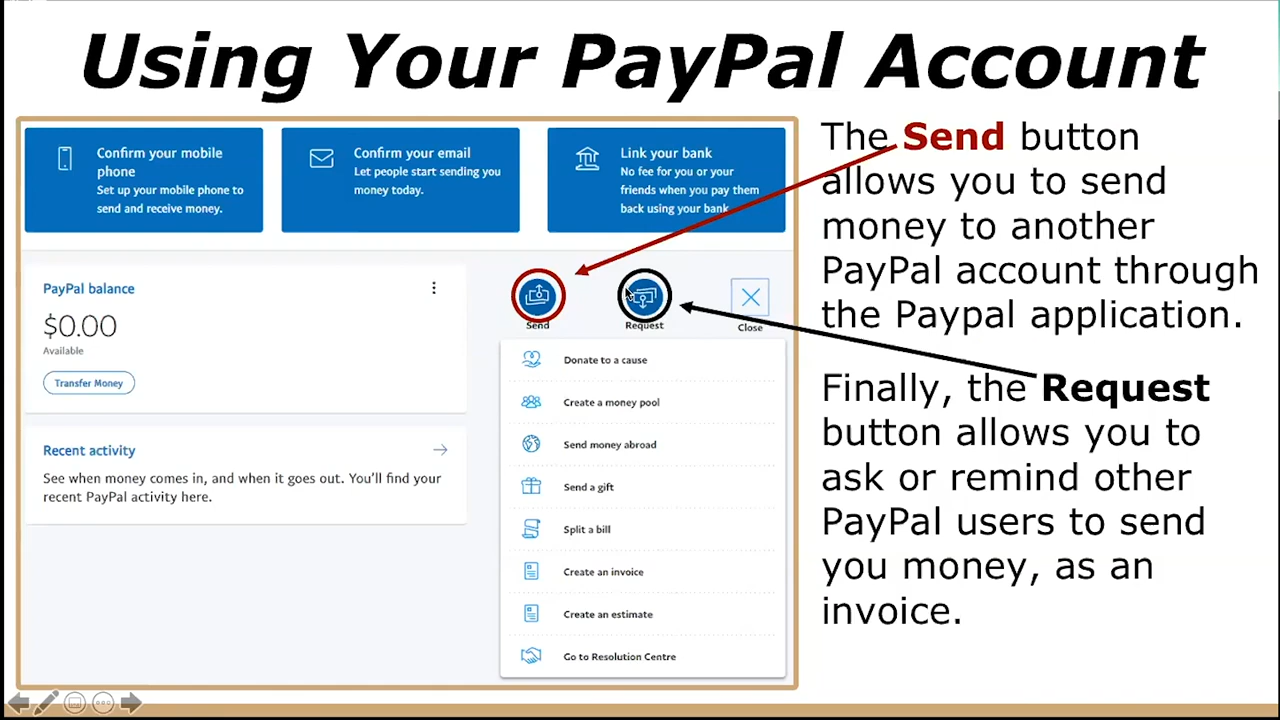 Using Your PayPal Account
Confirm your mobile
phone
Set up your mobile phone to
send and receive money.
Confirm your email
Let people start sending you
money today.
Link your bank
No fee for you or your
friends when you pay them
back using your bank
PayPal balance
$0.00
Available
Transfer Money
Recent activity
See when money comes in, and when it goes out. You'll find your
recent PayPal activity here.
Send
Request
Close
Donate to a cause
Create a money pool
Send money abroad
Send a gift
Split a bill
Create an invoice
Create an estimate
Go to Resolution Centre
The Send button
allows you to send
money to another
PayPal account through
the Paypal application.
Finally, the Request
button allows you to
ask or remind other
PayPal users to send
you money, as an
invoice.